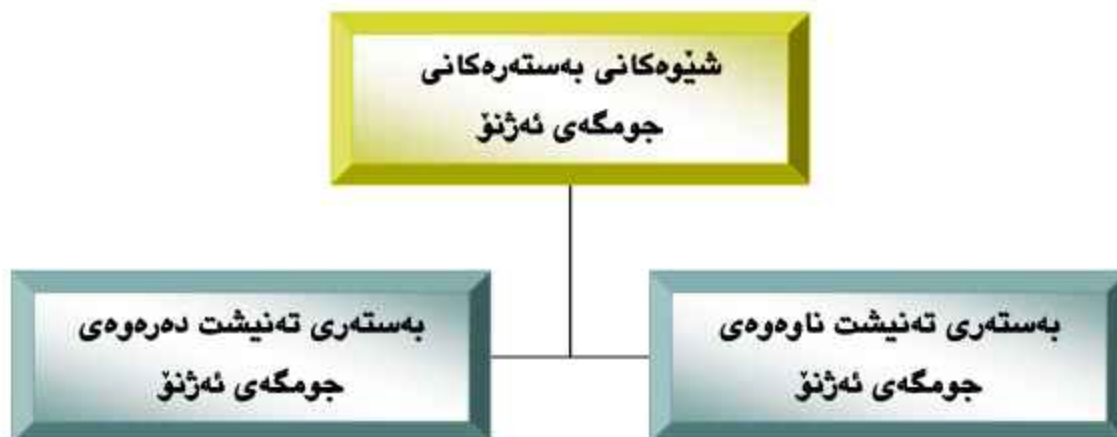 شێوەکانی بەستەرەکانی
جومگەی ئەژنۆ
بەستەری تەنیشت ناوەوەی
جومگەی ئەژنۆ
بەستەری تەنیشت دەرەوەی
جومگەی ئەژنۆ